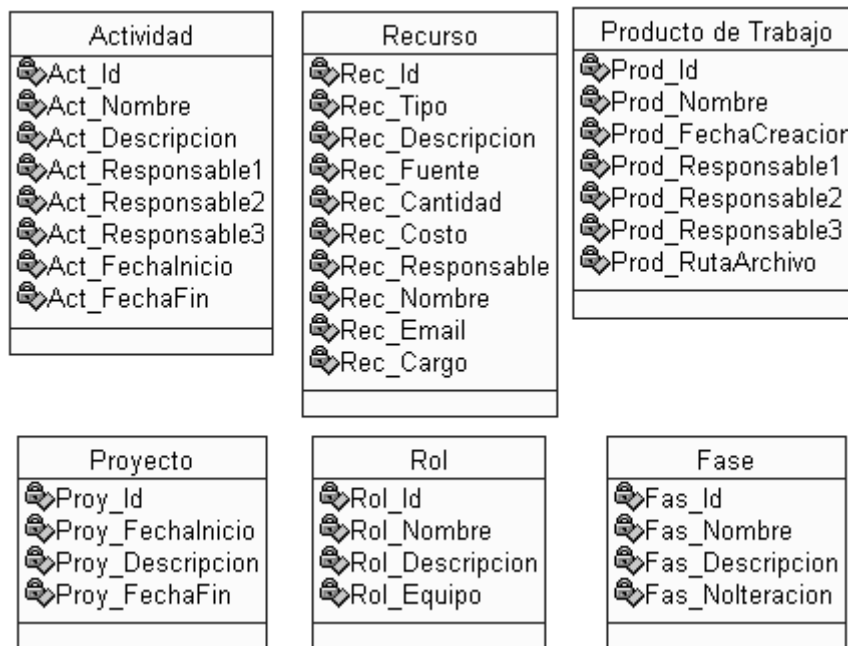 Actividad
Act_Id
Act_Nombre
Act_Descripcion
Act_Responsable1
Act_Responsable2
Act_Responsable3
Act_FechaInicio
Act_FechaFin
Recurso
Rec_Id
Rec_Tipo
Rec_Descripcion
Rec_Fuente
Rec_Cantidad
Rec_Costo
Rec_Responsable
Rec_Nombre
Rec_Email
Rec_Cargo
Producto de Trabajo
Prod_Id
Prod_Nombre
Prod_FechaCreacion
Prod_Responsable1
Prod_Responsable2
Prod_Responsable3
Prod_RutaArchivo
Proyecto
Proy_Id
Proy_FechaInicio
Proy_Descripcion
Proy_FechaFin
Rol
Rol_Id
Rol_Nombre
Rol_Descripcion
Rol_Equipo
Fase
Fas_Id
Fas_Nombre
Fas_Descripcion
Fas_NoIteracion